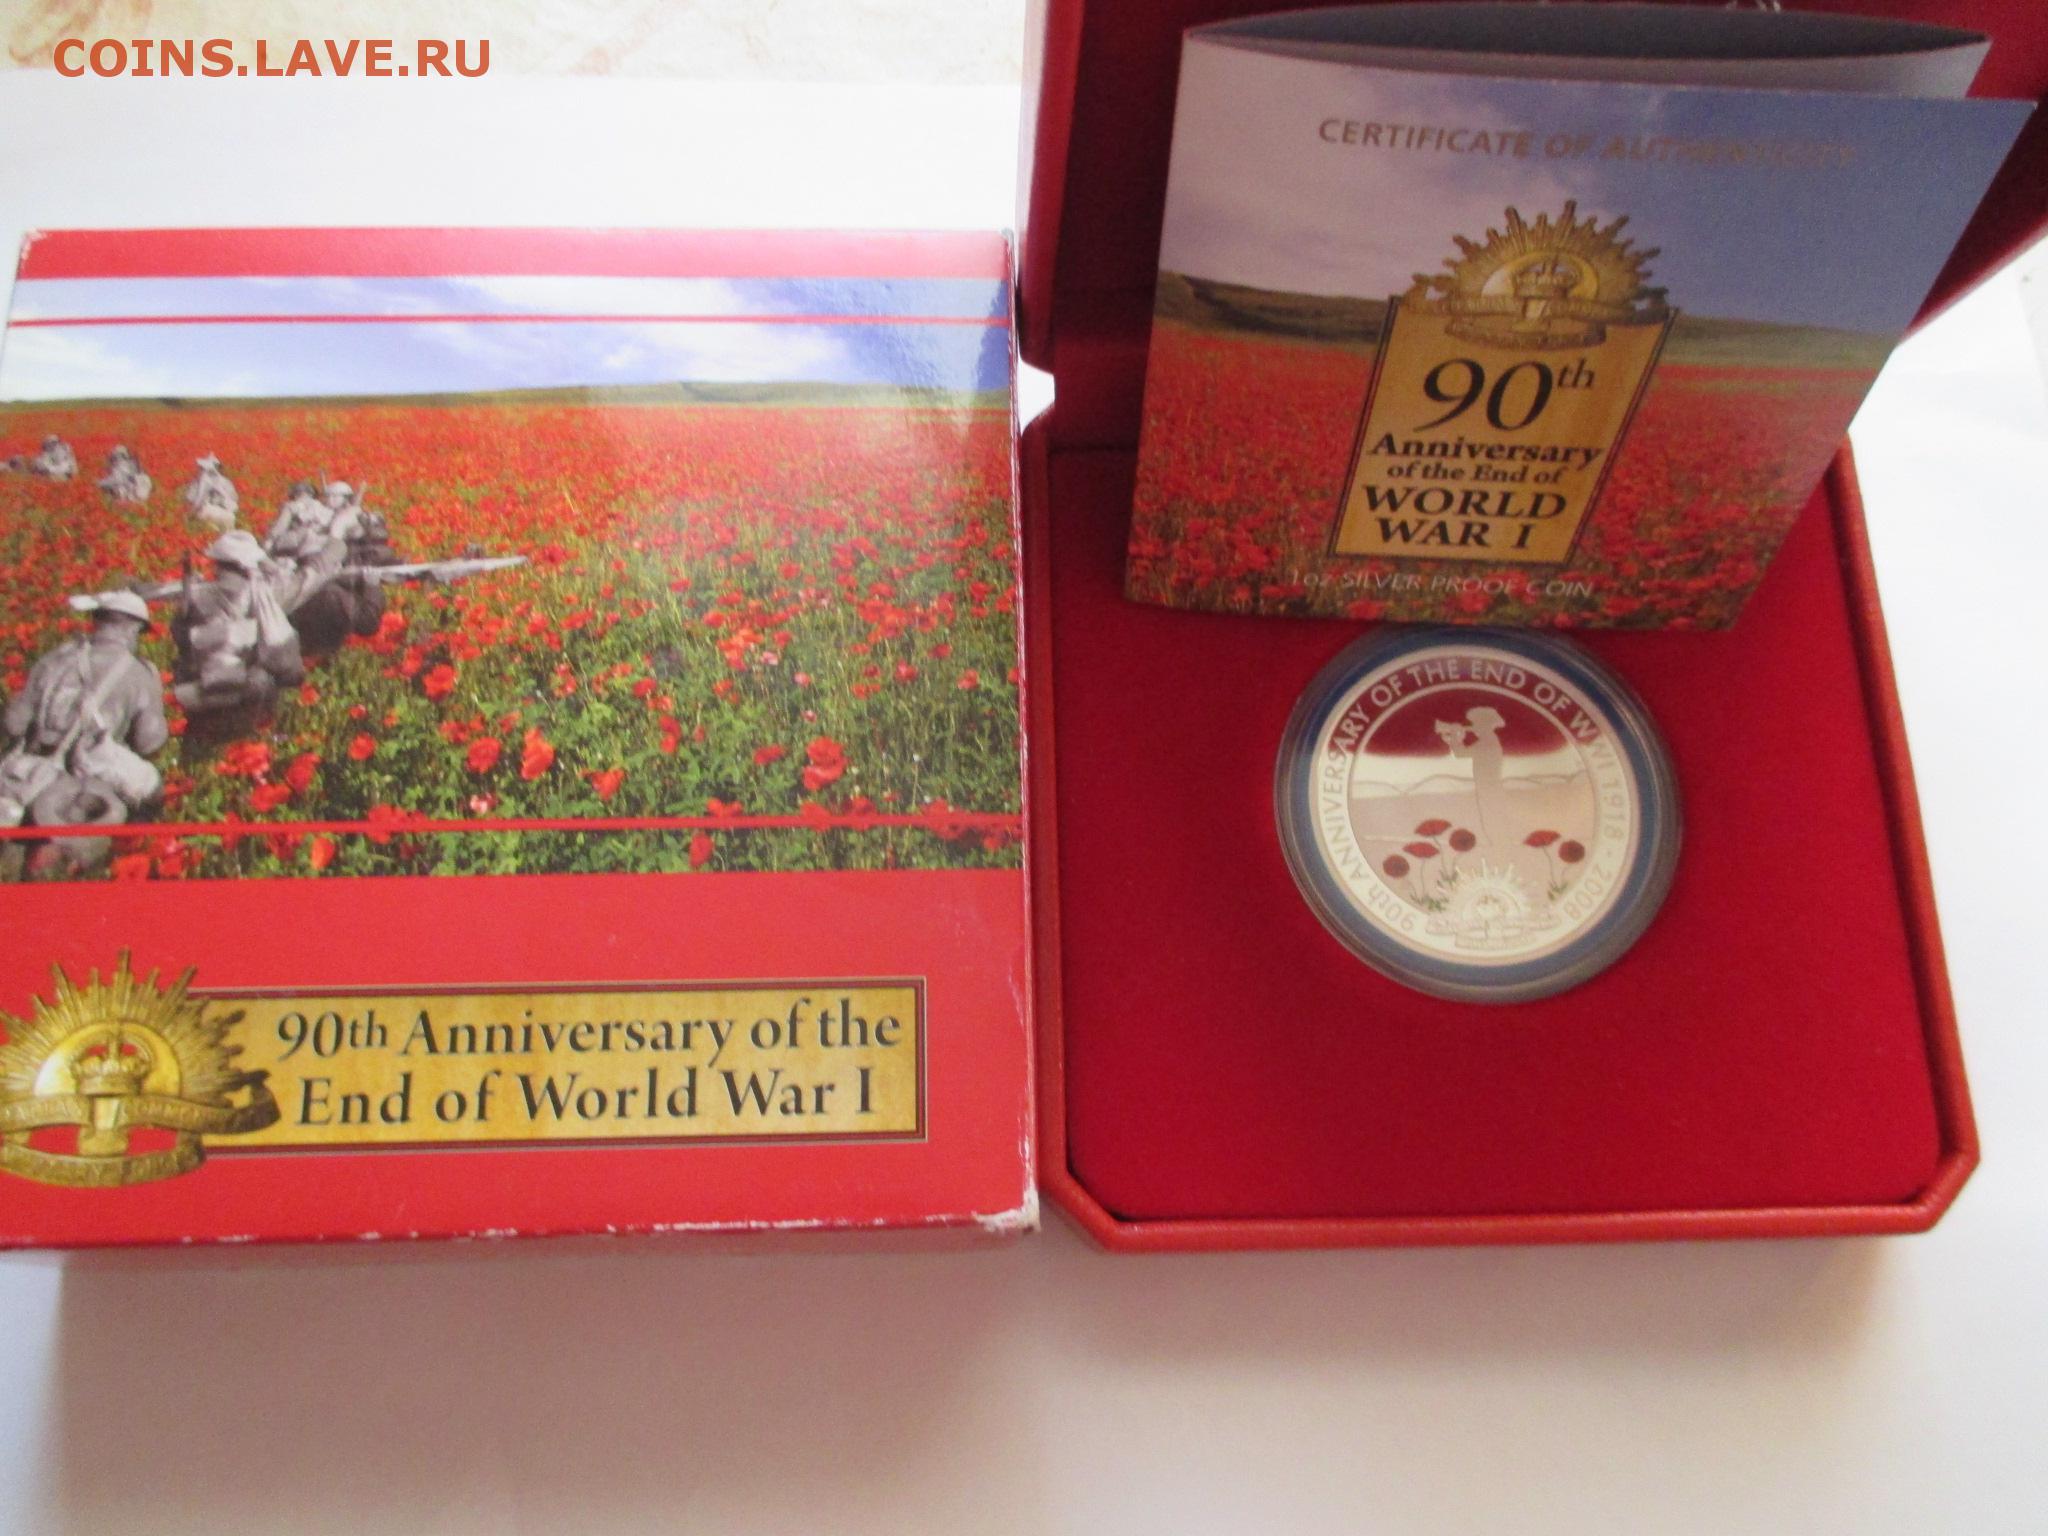 COINS.LAVE.RU
90th Anniversary of the
End of World War I
CERTIFICATE OF AUTHENTICITY
90th
Anniversary
of the End of
WORLD
WAR I
1oz SILVER PROOF COIN
90th ANNIVERSARY OF THE END OF WWI 1918 - 2008